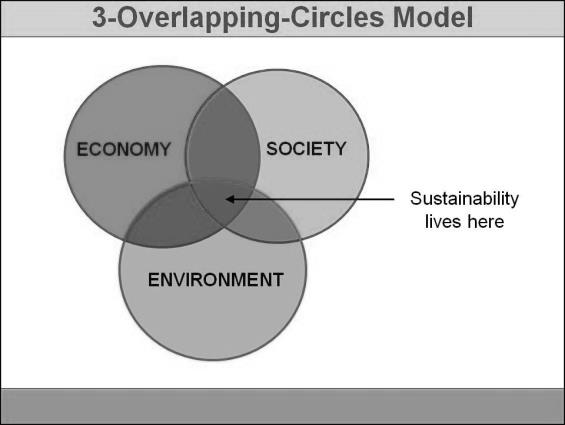 3-Overlapping-Circles Model
ECONOMY
SOCIETY
Sustainability
lives here
ENVIRONMENT